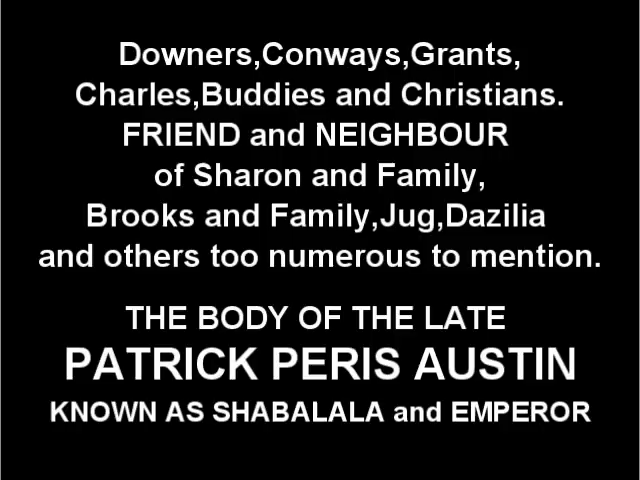 Downers,Conways,Grants,
Charles,Buddies and Christians.
FRIEND and NEIGHBOUR
of Sharon and Family,
Brooks and Family,Jug,Dazilia
and others too numerous to mention.
THE BODY OF THE LATE
PATRICK PERIS AUSTIN
KNOWN AS SHABALALA and EMPEROR